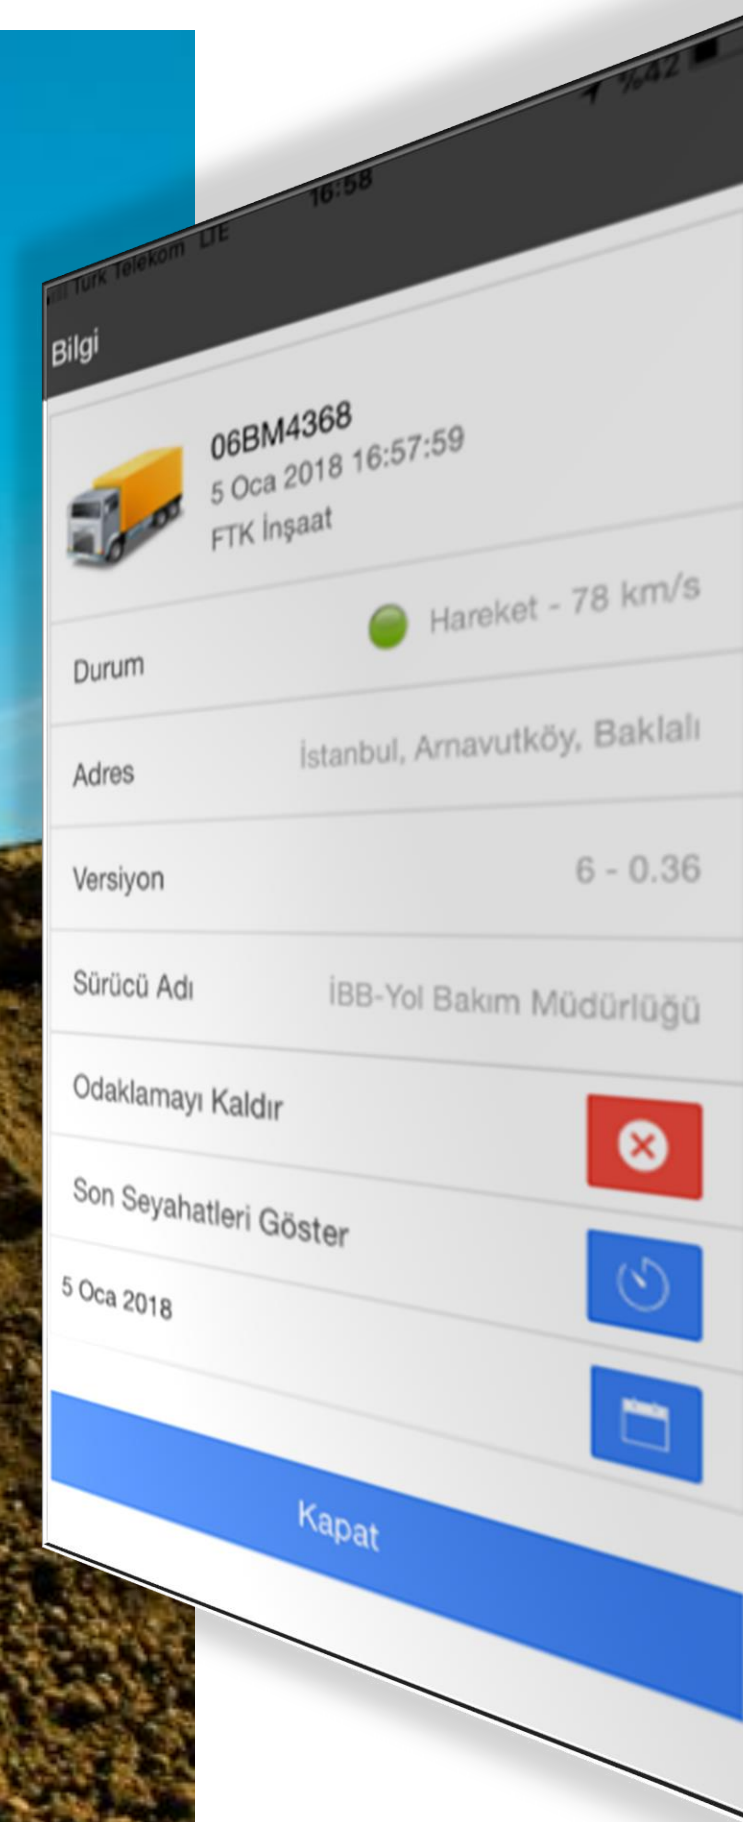 Türk Telekom LTE 16:58 %42
Bilgi
06BM4368
5 Oca 2018 16:57:59
FTK İnşaat
Durum Hareket - 78 km/s
Adres İstanbul, Arnavutköy, Baklalı
Versiyon 6 - 0.36
Sürücü Adı İBB-Yol Bakım Müdürlüğü
Odaklamayı Kaldır
Son Seyahatleri Göster
5 Oca 2018
Kapat